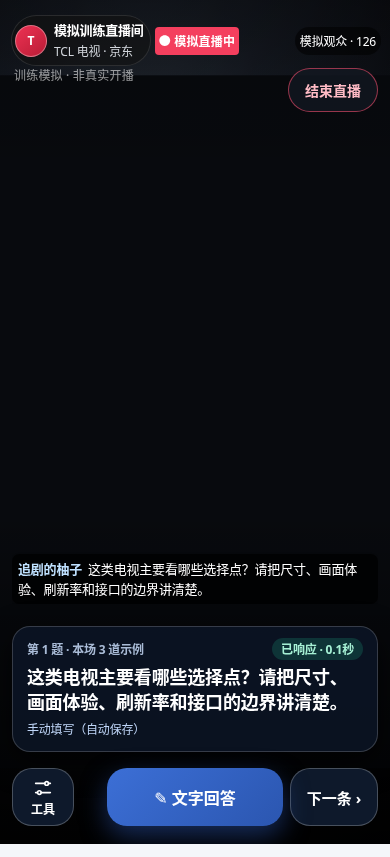 T
模拟训练直播间
TCL 电视 · 京东
模拟直播中
模拟观众 · 126
训练模拟 · 非真实开播
结束直播
追剧的柚子 这类电视主要看哪些选择点？请把尺寸、画面体
验、刷新率和接口的边界讲清楚。
第 1 题 · 本场 3 道示例
已响应 · 0.1秒
这类电视主要看哪些选择点？请把尺寸、
画面体验、刷新率和接口的边界讲清楚。
手动填写（自动保存）
工具
✎ 文字回答
下一条 ›